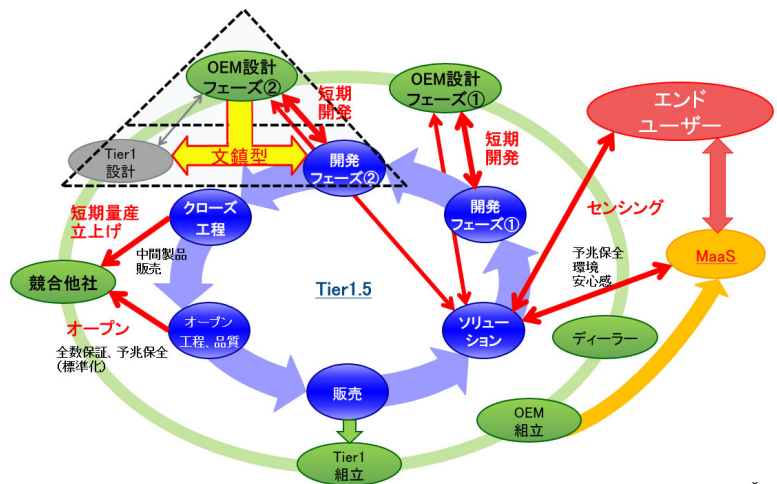 OEM設計
フェーズ②
OEM設計
フェーズ①
エンド
ユーザー
短期
開発
短期
開発
Tier1
設計
文鎮型
開発
フェーズ②
開発
フェーズ①
センシング
短期量産
立上げ
クローズ
工程
中間製品
販売
予兆保全
環境
安心感
MaaS
競合他社
Tier1.5
オープン
オープン
工程、品質
ソリュー
ション
ディーラー
全数保証、予兆保全
(標準化)
販売
OEM
組立
Tier1
組立